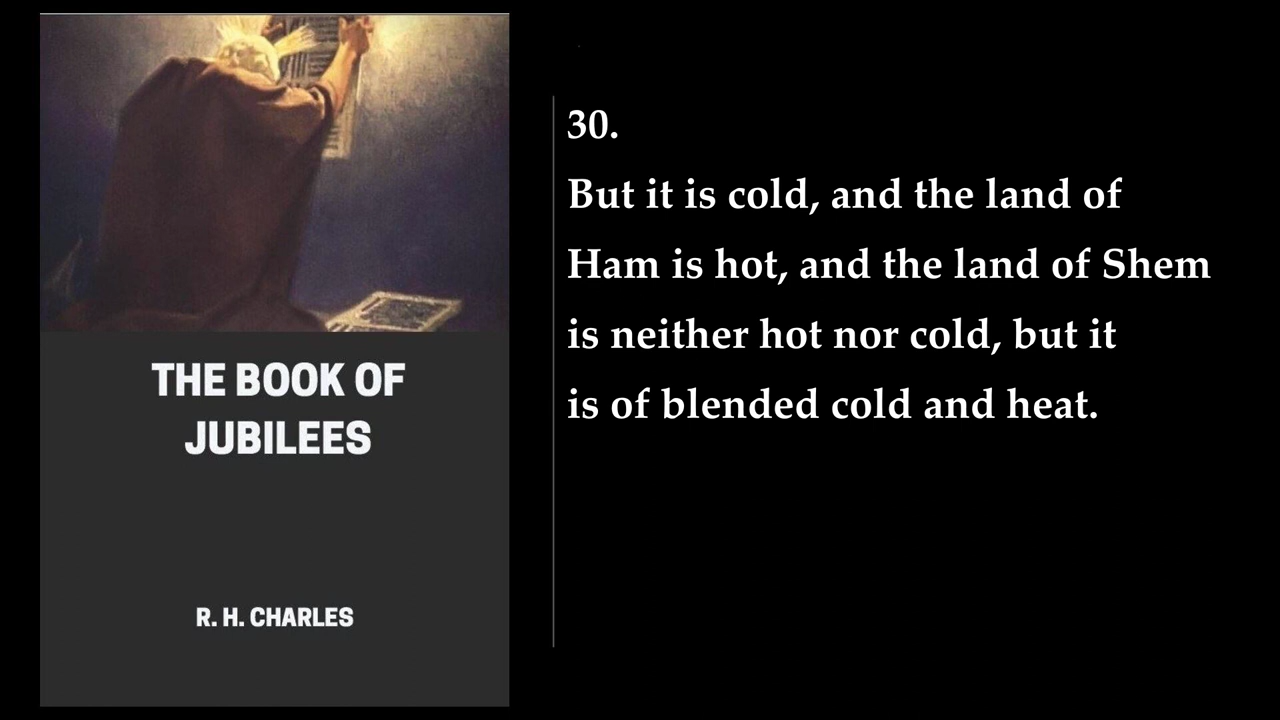 THE BOOK OF
JUBILEES
R. H. CHARLES
30.
But it is cold, and the land of
Ham is hot, and the land of Shem
is neither hot nor cold, but it
is of blended cold and heat.